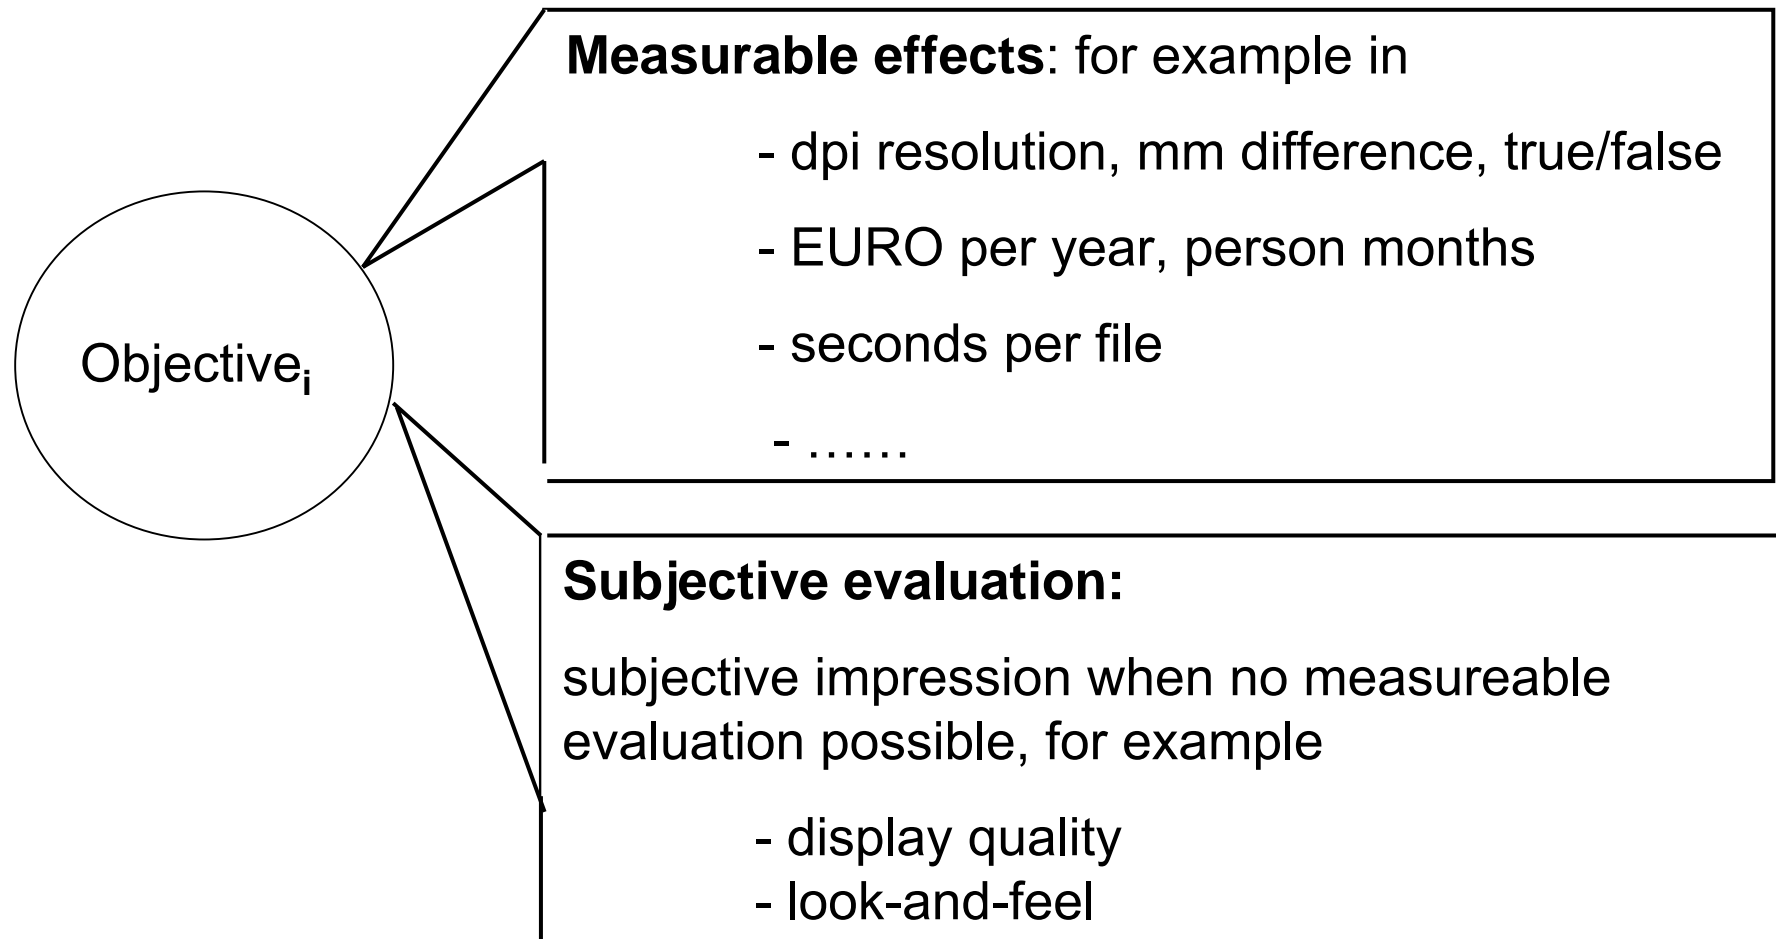 Measurable effects: for example in
- dpi resolution, mm difference, true/false
- EURO per year, person months
- seconds per file
- ......
Objectivei
Subjective evaluation:
subjective impression when no measureable
evaluation possible, for example
- display quality
- look-and-feel